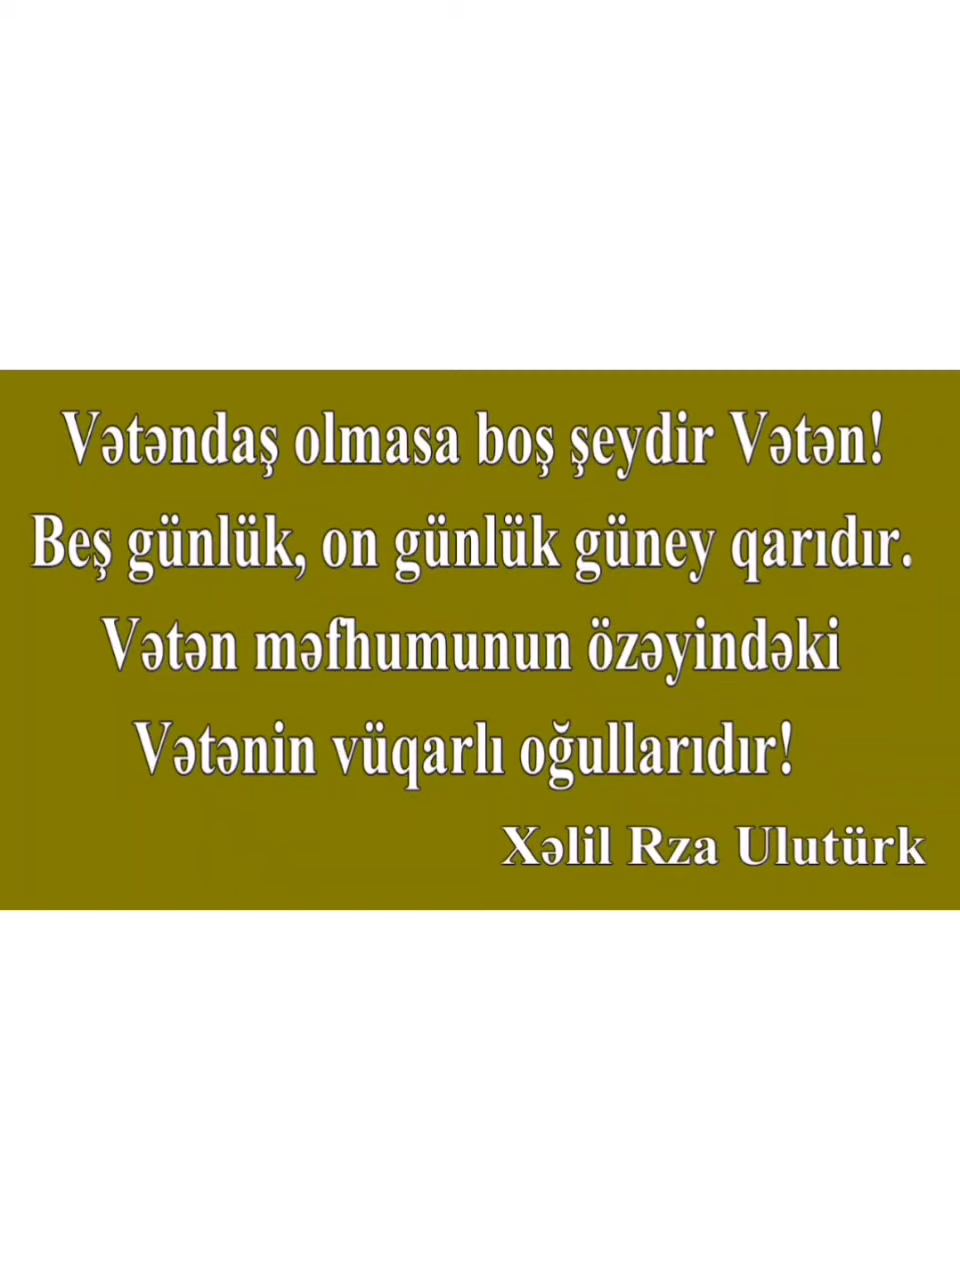 Vətəndaş olmasa boş şeydir Vətən!
Beş günlük, on günlük güney qarıdır.
Vətən məfhumunun özəyindəki
Vətənin vüqarlı oğullarıdır!
Xəlil Rza Ulutürk